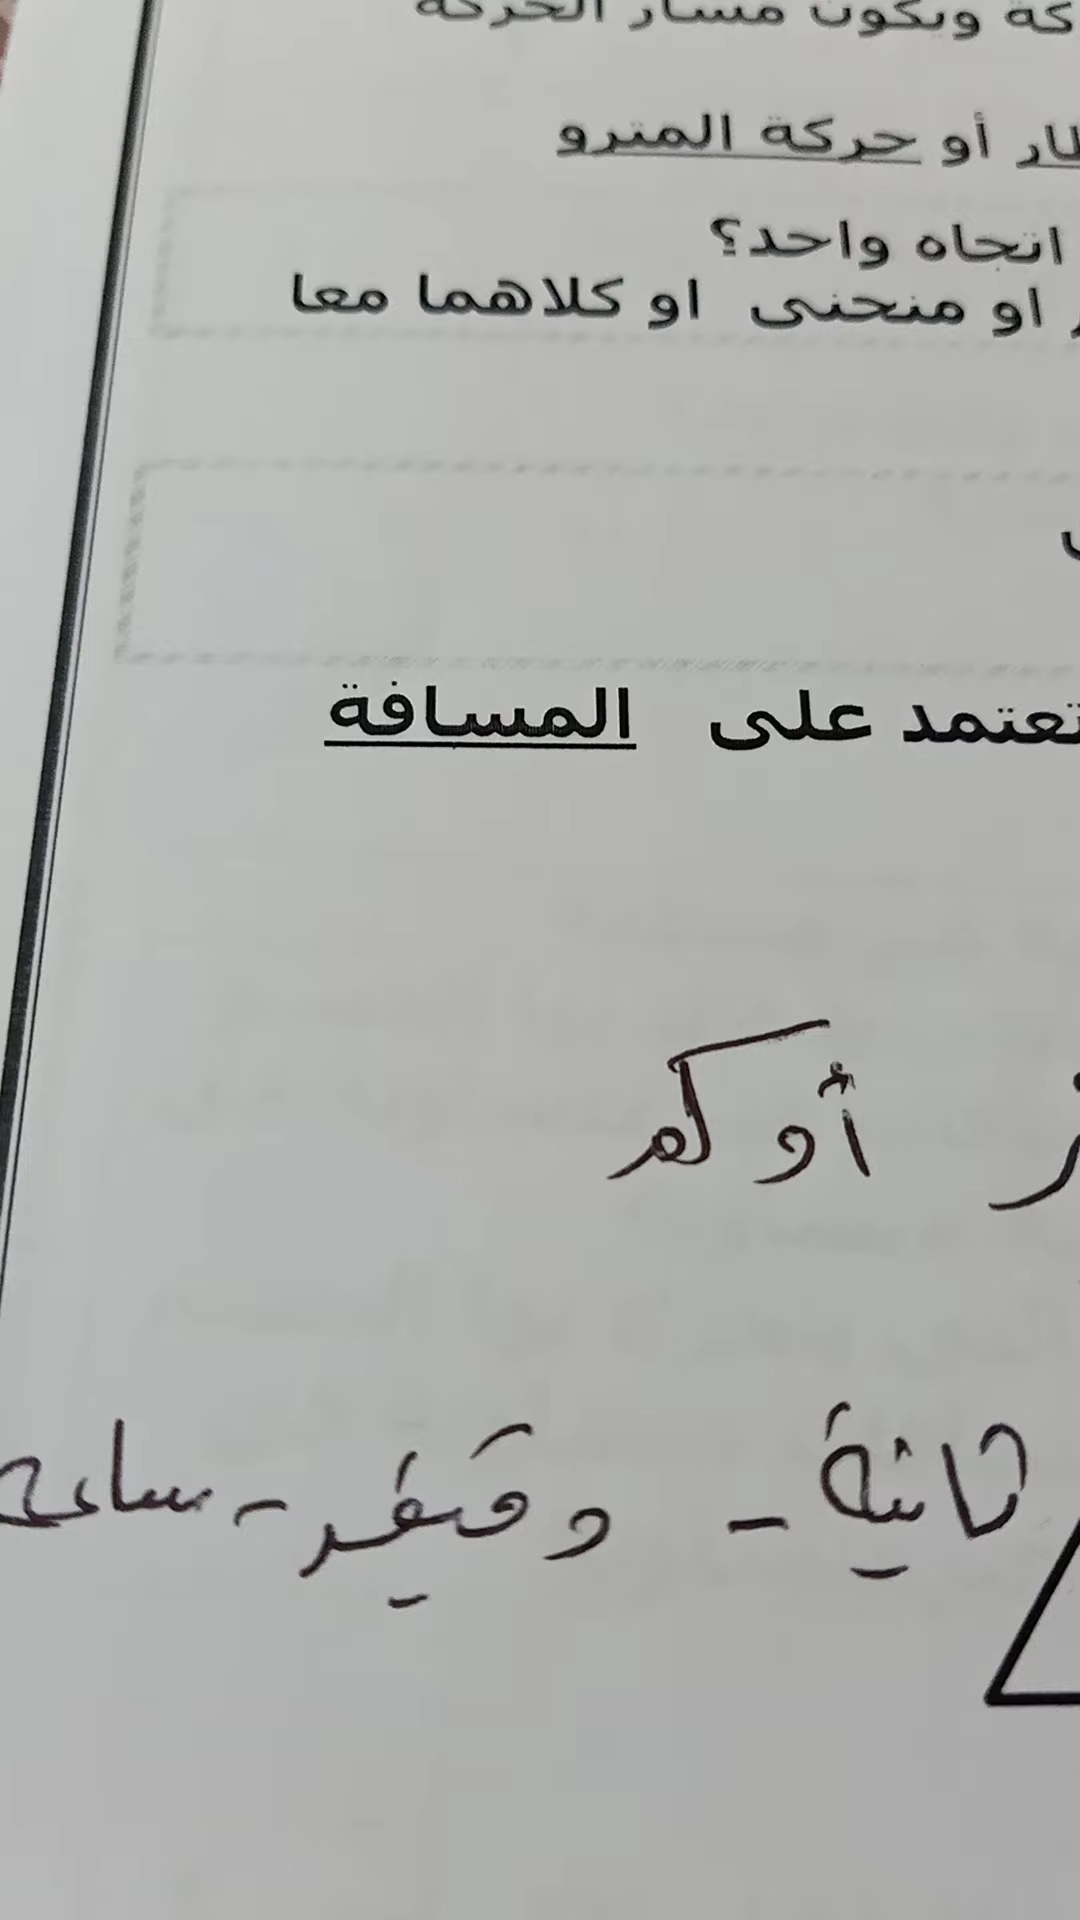 كة ويكون مسار الحركة
أو حركة المترو
اتجاه واحد؟
او منحنى او كلاهما معا
تعتمد على المسافة
أو كم
ثانية - دقيقة - ساعة